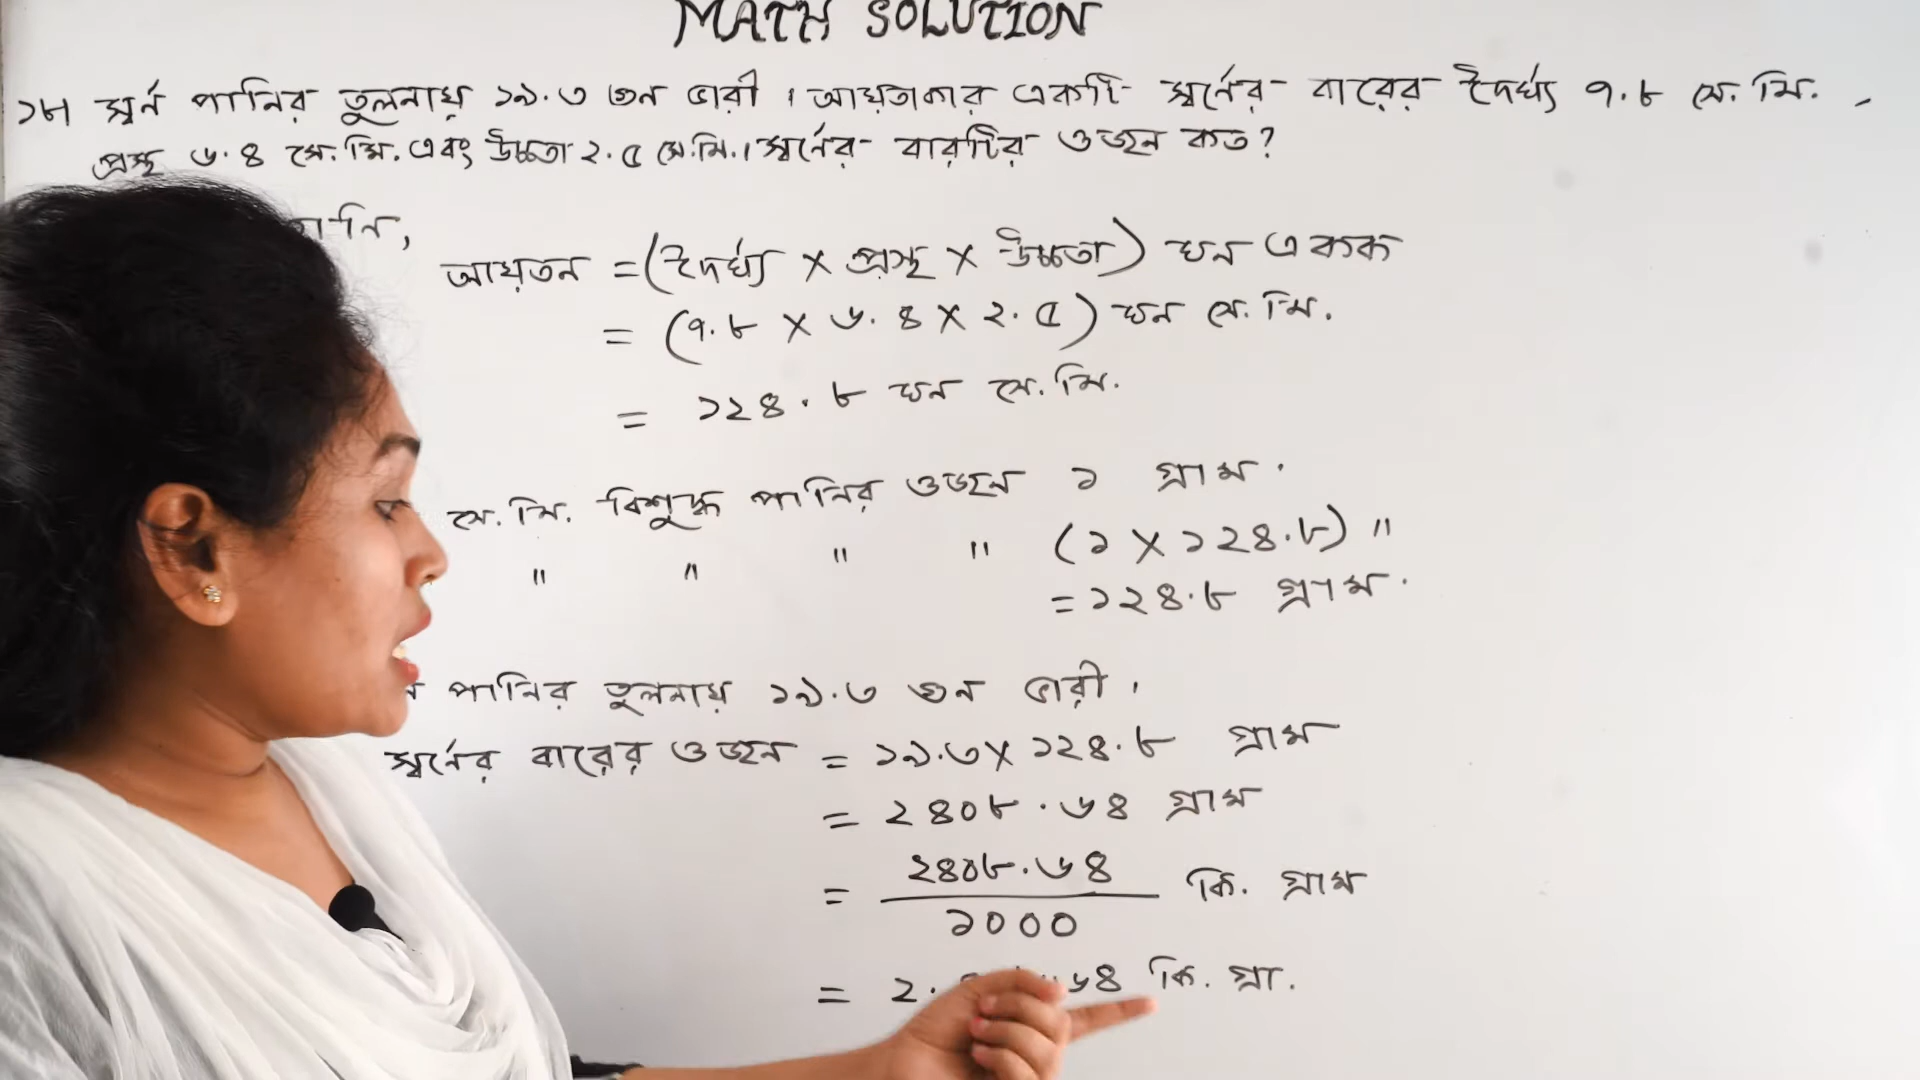 MATH SOLUTION
১৮। স্বর্ন পানির তুলনায় ১৯.৩ গুন ভারী। আয়তাকার একটি স্বর্নের বারের দৈর্ঘ্য ৭.৮ সে.মি.,
প্রস্থ ৬.৪ সে.মি. এবং উচ্চতা ২.৫ সে.মি.। স্বর্নের বারটির ওজন কত?
আয়তন = (দৈর্ঘ্য × প্রস্থ × উচ্চতা) ঘন একক
= (৭.৮ × ৬.৪ × ২.৫) ঘন সে.মি.
= ১২৪.৮ ঘন সে.মি.
সে.মি. বিশুদ্ধ পানির ওজন ১ গ্রাম.
" " " " (১ × ১২৪.৮) "
= ১২৪.৮ গ্রাম.
পানির তুলনায় ১৯.৩ গুন ভারী।
স্বর্নের বারের ওজন = ১৯.৩ × ১২৪.৮ গ্রাম
= ২৪০৮.৬৪ গ্রাম
= ২৪০৮.৬৪
১০০০ কি. গ্রাম
= ২. ৬৪ কি. গ্রা.